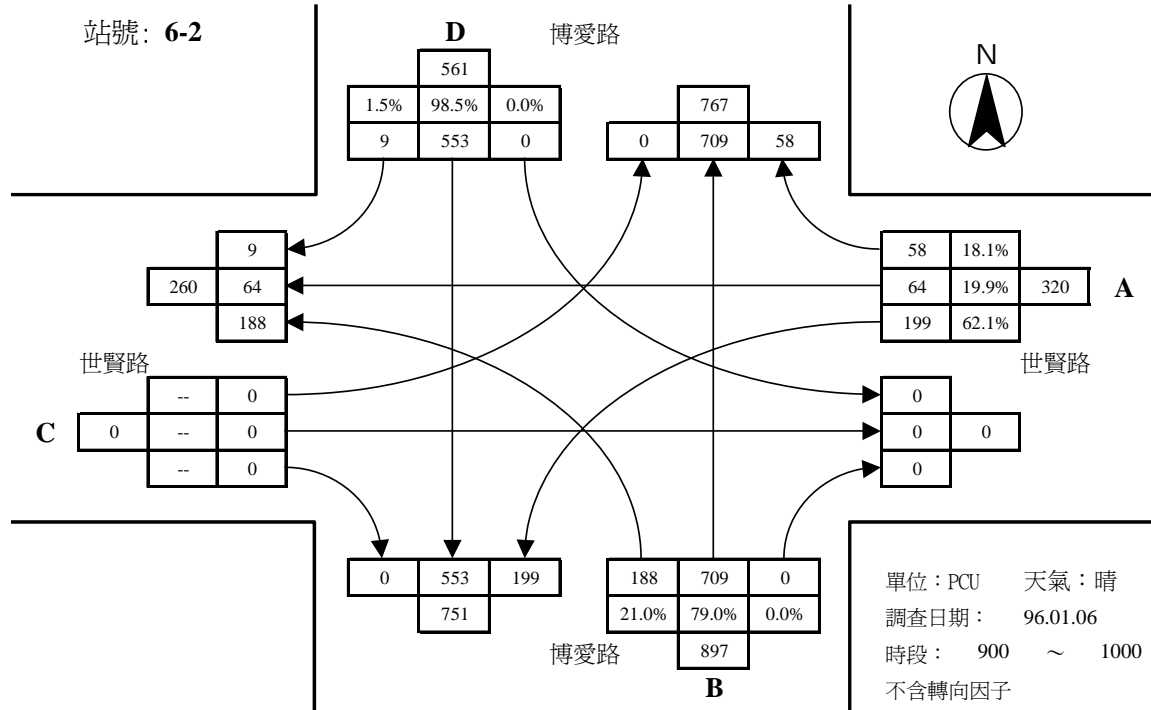 站號: 6-2
D
博愛路
N
561
1.5% 98.5% 0.0%
9 553 0
767
0 709 58
9
260 64
188
58 18.1%
64 19.9% 320
199 62.1%
A
世賢路
世賢路
C
-- 0
0 -- 0
-- 0
0
0 0
0
0 553 199
751
188 709 0
21.0% 79.0% 0.0%
897
博愛路
B
單位：PCU 天氣：晴
調查日期： 96.01.06
時段： 900 ～ 1000
不含轉向因子